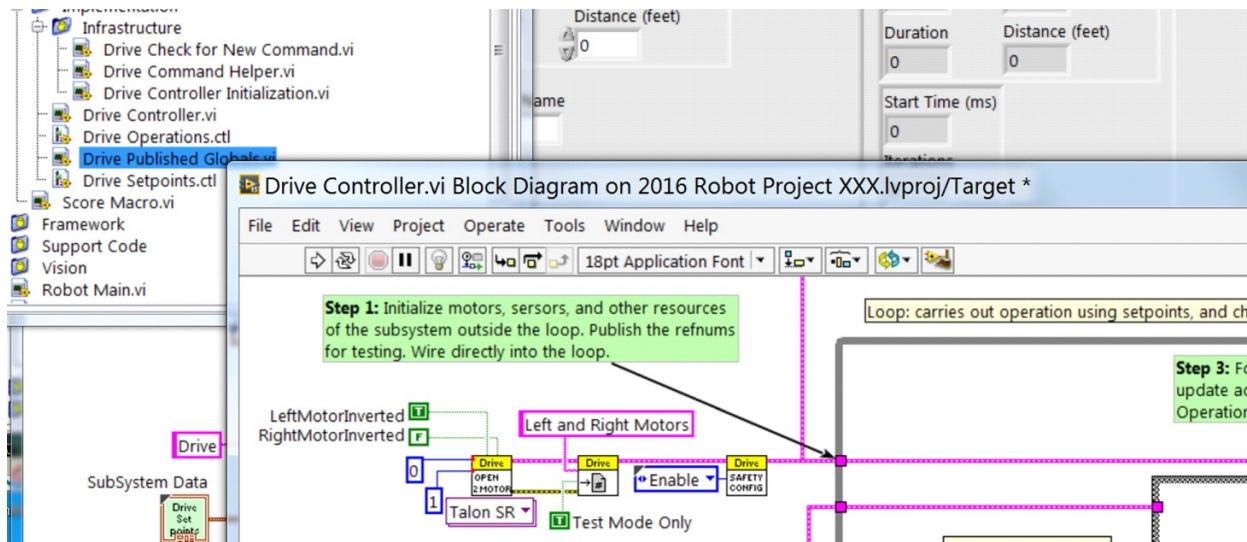 Implementation
Infrastructure
Drive Check for New Command.vi
Drive Command Helper.vi
Drive Controller Initialization.vi
Drive Controller.vi
Drive Operations.ctl
Drive Published Globals.vi
Drive Setpoints.ctl
Score Macro.vi
Framework
Support Code
Vision
Robot Main.vi
Distance (feet)
0
ame
Duration
Distance (feet)
0
0
Start Time (ms)
0
Iterations
Drive Controller.vi Block Diagram on 2016 Robot Project XXX.lvproj/Target *
File Edit View Project Operate Tools Window Help
18pt Application Font
Step 1: Initialize motors, sersors, and other resources
of the subsystem outside the loop. Publish the refnums
for testing. Wire directly into the loop.
Loop: carries out operation using setpoints, and ch
Step 3: Fo
update ac
Operation
LeftMotorInverted T
RightMotorInverted F
Left and Right Motors
0
1
Drive
OPEN
2 MOTOR
Talon SR
Drive
#
Enable
Drive
SAFETY
CONFIG
T Test Mode Only
Drive
SubSystem Data
Drive
Set
points